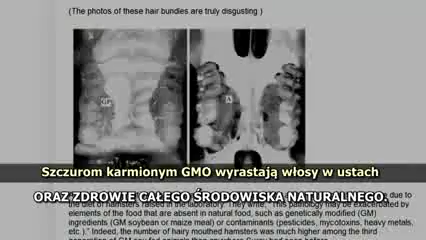 (The photos of these hair bundles are truly disgusting )
Szczurom karmionym GMO wyrastają włosy w ustach
ORAZ ZDROWIE CAŁEGO ŚRODOWISKA NATURALNEGO.
due to
the diet of hamsters raised in the laboratory. They write, "This pathology may be exacerbated by
elements of the food that are absent in natural food, such as genetically modified (GM)
ingredients (GM soybean or maize meal) or contaminants (pesticides, mycotoxins, heavy metals,
etc.)." Indeed, the number of hairy mouthed hamsters was much higher among the third